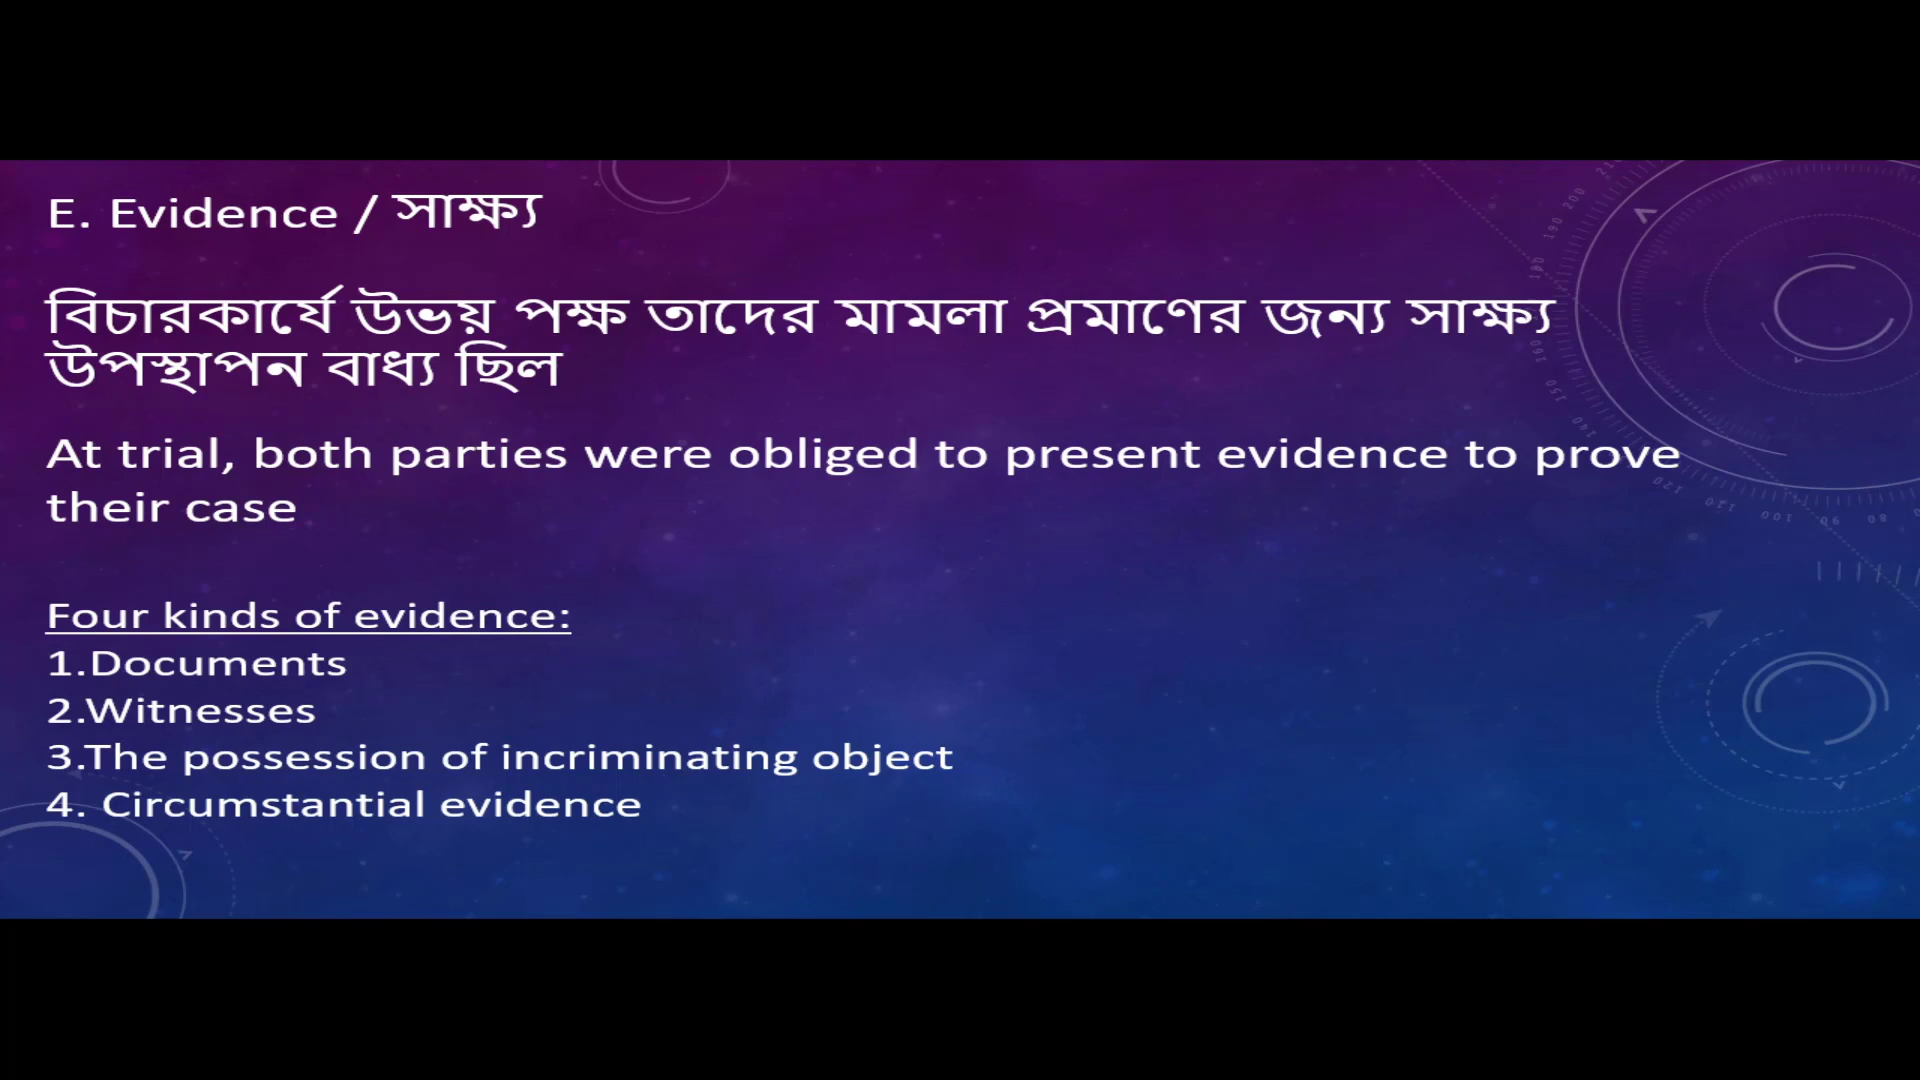 E. Evidence / সাক্ষ্য
বিচারকার্যে উভয় পক্ষ তাদের মামলা প্রমাণের জন্য সাক্ষ্য
উপস্থাপন বাধ্য ছিল
At trial, both parties were obliged to present evidence to prove
their case
Four kinds of evidence:
1.Documents
2.Witnesses
3.The possession of incriminating object
4. Circumstantial evidence